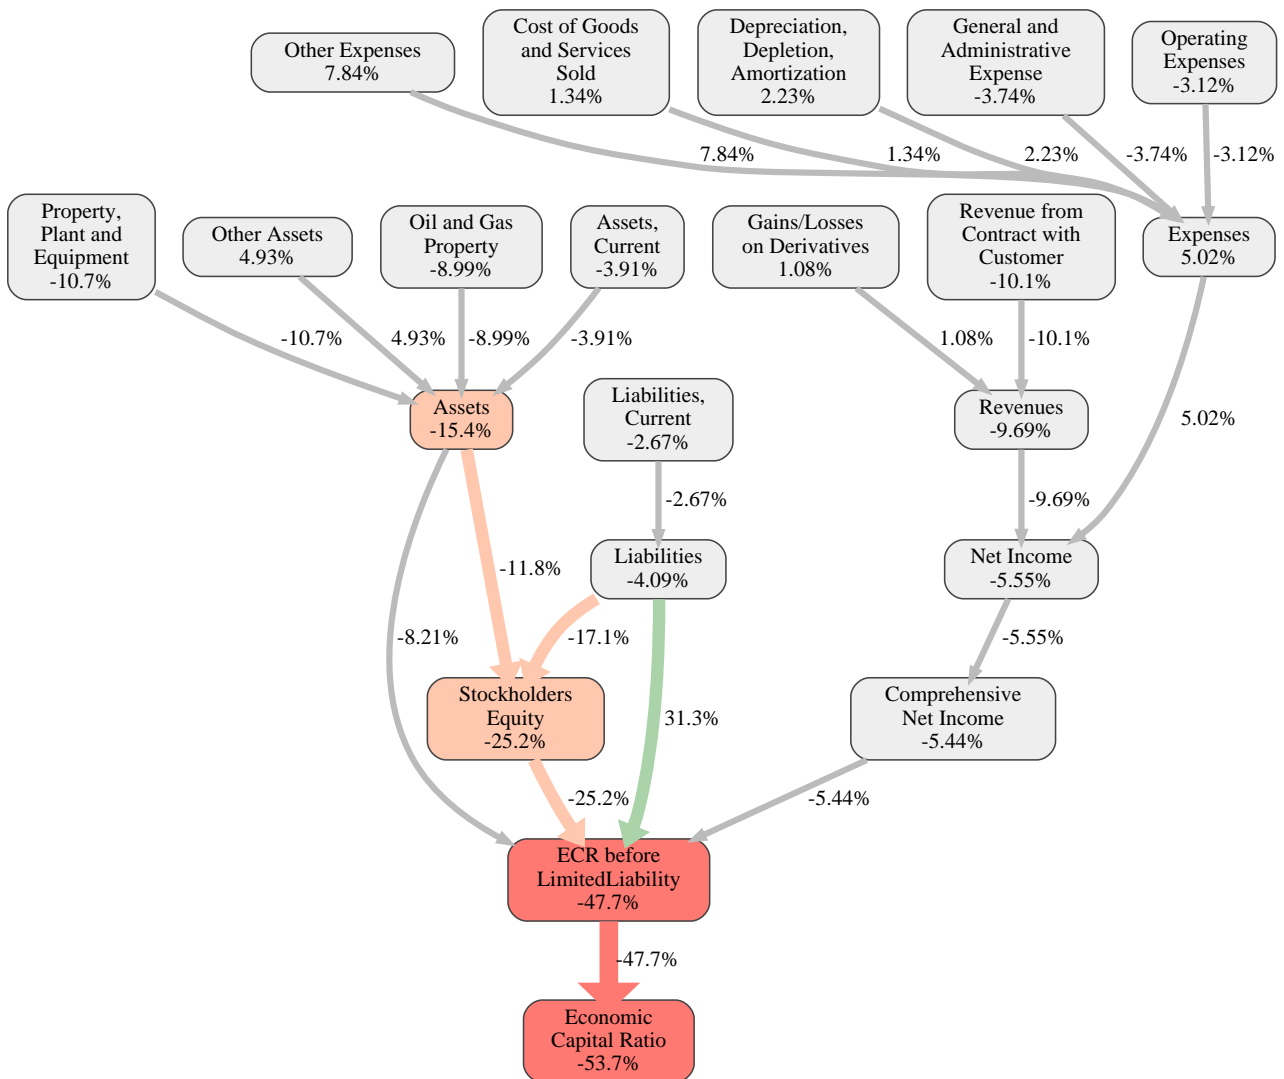 Other Expenses
7.84%
Cost of Goods
and Services
Sold
1.34%
Depreciation,
Depletion,
Amortization
2.23%
General and
Administrative
Expense
-3.74%
Operating
Expenses
-3.12%
7.84%
1.34%
2.23%
-3.74%
-3.12%
Property,
Plant and
Equipment
-10.7%
Other Assets
4.93%
Oil and Gas
Property
-8.99%
Assets,
Current
-3.91%
Gains/Losses
on Derivatives
1.08%
Revenue from
Contract with
Customer
-10.1%
Expenses
5.02%
-10.7%
4.93%
-8.99%
-3.91%
1.08%
-10.1%
Assets
-15.4%
Liabilities,
Current
-2.67%
Revenues
-9.69%
5.02%
-2.67%
-9.69%
-11.8%
Liabilities
-4.09%
Net Income
-5.55%
-8.21%
-17.1%
-5.55%
Stockholders
Equity
-25.2%
31.3%
Comprehensive
Net Income
-5.44%
-25.2%
-5.44%
ECR before
LimitedLiability
-47.7%
-47.7%
Economic
Capital Ratio
-53.7%